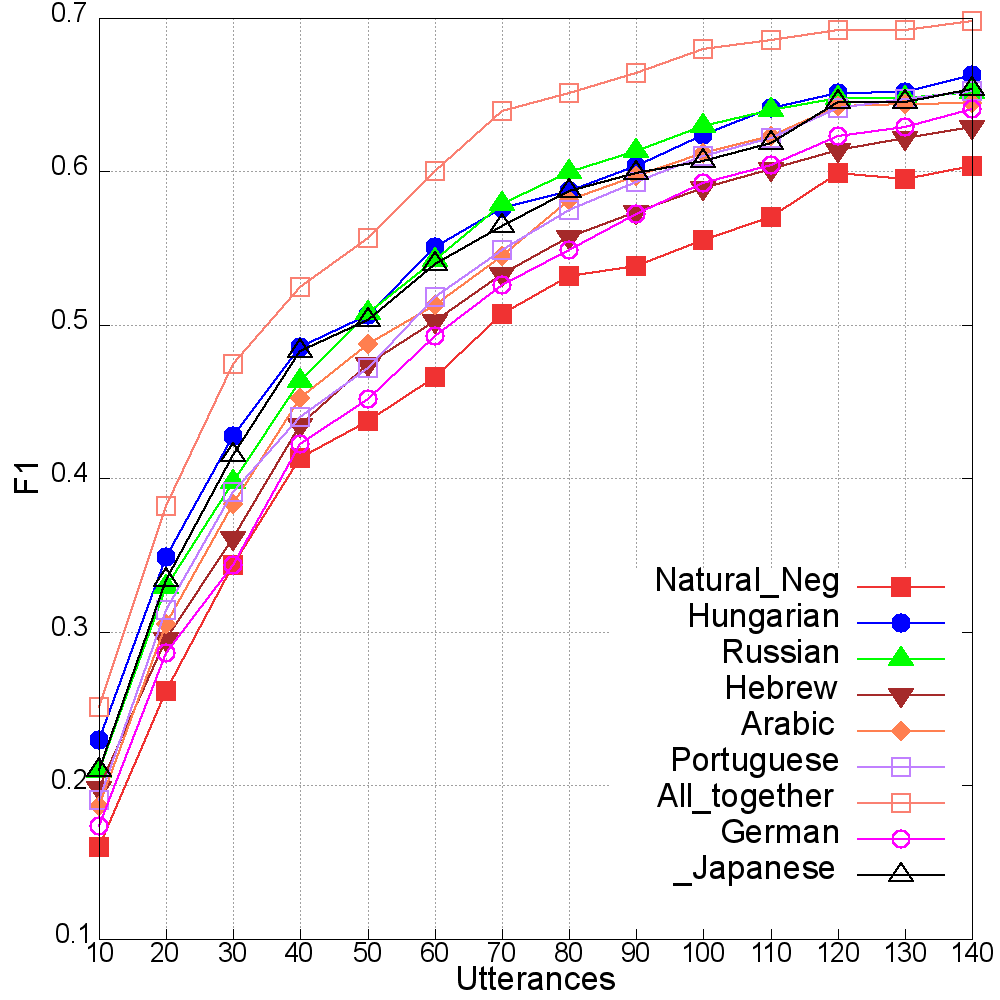 0.7
0.6
0.5
0.4
0.3
0.2
0.1
F1
Natural_Neg
Hungarian
Russian
Hebrew
Arabic
Portuguese
All_together
German
_Japanese
10 20 30 40 50 60 70 80 90 100 110 120 130 140
Utterances